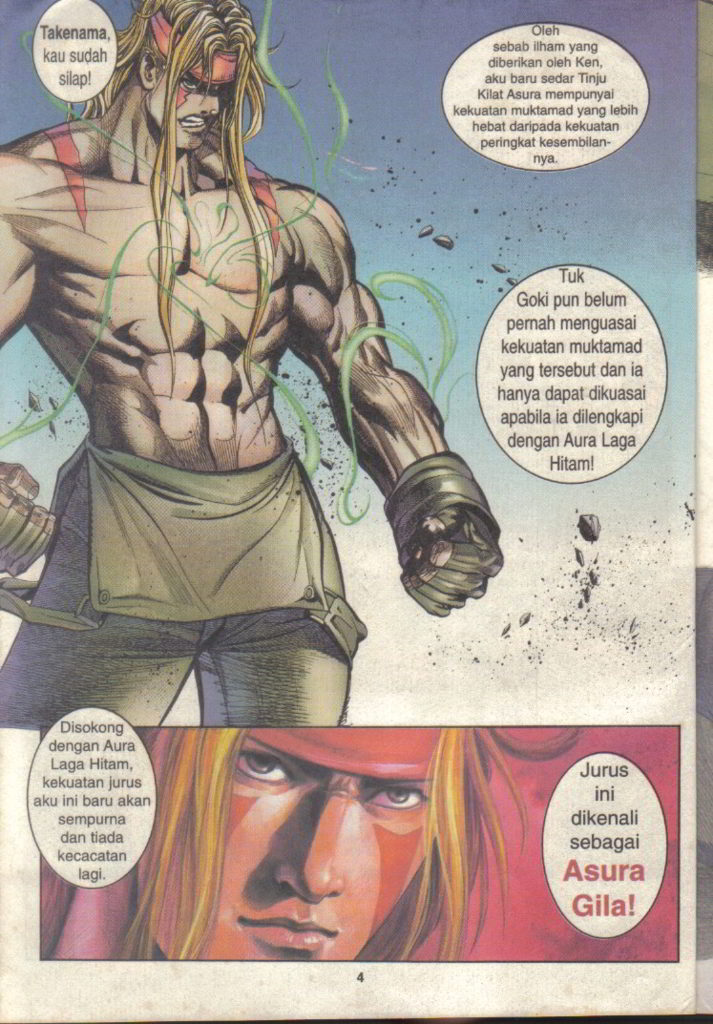 Takenama,
kau sudah
silap!
Oleh
sebab ilham yang
diberikan oleh Ken,
aku baru sedar Tinju
Kilat Asura mempunyai
kekuatan muktamad yang lebih
hebat daripada kekuatan
peringkat kesembilan-
nya.
Tuk
Goki pun belum
pernah menguasai
kekuatan muktamad
yang tersebut dan ia
hanya dapat dikuasai
apabila ia dilengkapi
dengan Aura Laga
Hitam!
Disokong
dengan Aura
Laga Hitam,
kekuatan jurus
aku ini baru akan
sempurna
dan tiada
kecacatan
lagi.
Jurus
ini
dikenali
sebagai
Asura
Gila!
4